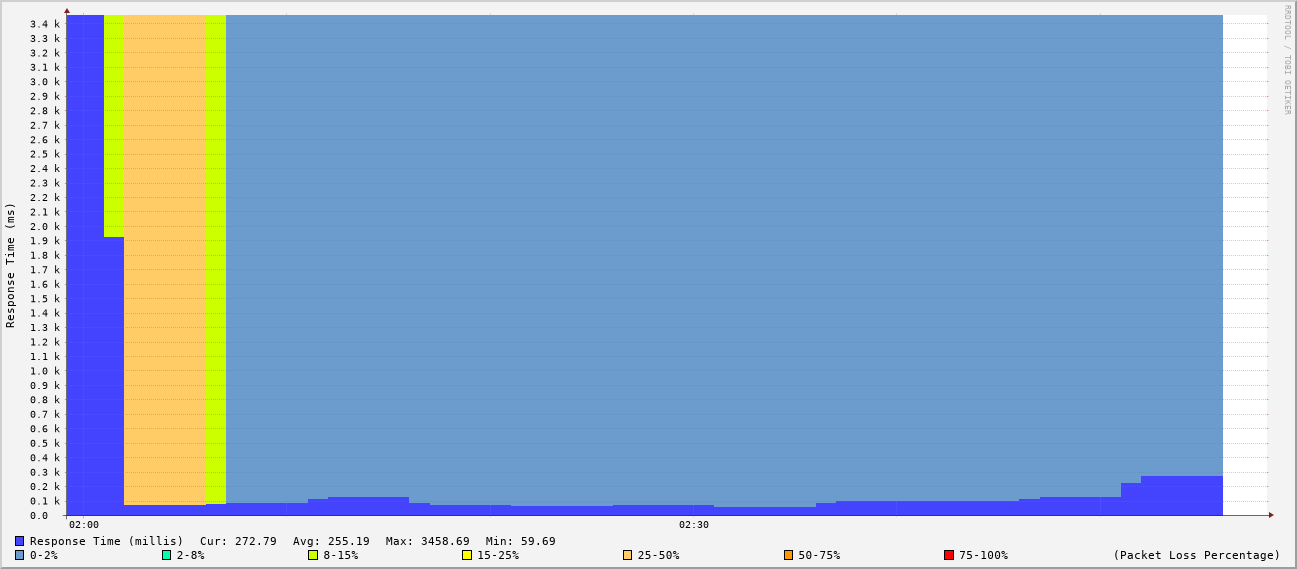 RRDTOOL / TOBI OETIKER
Response Time (ms)
3.4 k
3.3 k
3.2 k
3.1 k
3.0 k
2.9 k
2.8 k
2.7 k
2.6 k
2.5 k
2.4 k
2.3 k
2.2 k
2.1 k
2.0 k
1.9 k
1.8 k
1.7 k
1.6 k
1.5 k
1.4 k
1.3 k
1.2 k
1.1 k
1.0 k
0.9 k
0.8 k
0.7 k
0.6 k
0.5 k
0.4 k
0.3 k
0.2 k
0.1 k
0.0
02:00 02:30
Response Time (millis) Cur: 272.79 Avg: 255.19 Max: 3458.69 Min: 59.69
0-2% 2-8% 8-15% 15-25% 25-50% 50-75% 75-100% (Packet Loss Percentage)